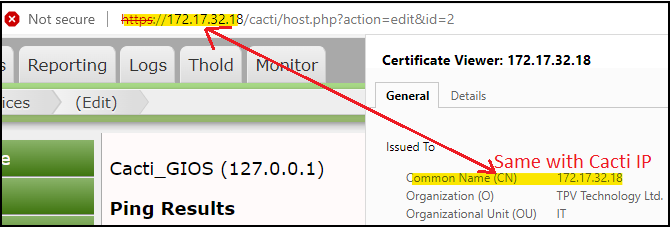 Not secure https://172.17.32.18/cacti/host.php?action=edit&id=2
s Reporting Logs Thold Monitor
ices (Edit)
e
Cacti_GIOS (127.0.0.1)
Ping Results
Certificate Viewer: 172.17.32.18
General Details
Issued To
Same with Cacti IP
Common Name (CN) 172.17.32.18
Organization (O) TPV Technology Ltd.
Organizational Unit (OU) IT